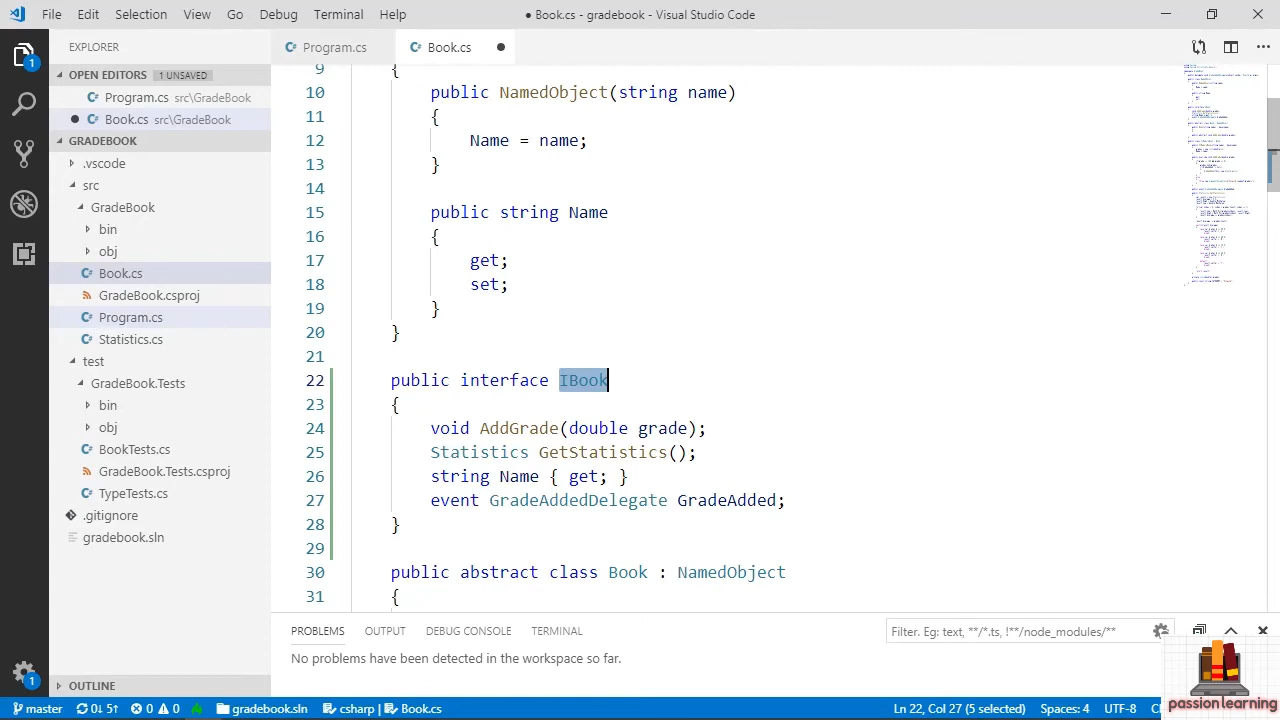 File Edit Selection View Go Debug Terminal Help
● Book.cs - gradebook - Visual Studio Code
EXPLORER
OPEN EDITORS 1 UNSAVED
C# Program.cs src\GradeBook
● C# Book.cs src\GradeBook
GRADEBOOK
.vscode
src
GradeBook
bin
obj
C# Book.cs
GradeBook.csproj
C# Program.cs
C# Statistics.cs
test
GradeBook.Tests
bin
obj
C# BookTests.cs
GradeBook.Tests.csproj
C# TypeTests.cs
.gitignore
gradebook.sln
OUTLINE
1
1
C# Program.cs C# Book.cs ●
9 {
10 public NamedObject(string name)
11 {
12 Name = name;
13
14
15 public string Name
16
17 get;
18 set;
19 }
20 }
21
22 public interface IBook
23 {
24 void AddGrade(double grade);
25 Statistics GetStatistics();
26 string Name { get; }
27 event GradeAddedDelegate GradeAdded;
28 }
29
30 public abstract class Book : NamedObject
31 {
PROBLEMS OUTPUT DEBUG CONSOLE TERMINAL
Filter. Eg: text, **/*.ts, !**/node_modules/**
No problems have been detected in the workspace so far.
passion learning
master 0↓ 5↑ 0 0 gradebook.sln csharp | Book.cs Ln 22, Col 27 (5 selected) Spaces: 4 UTF-8